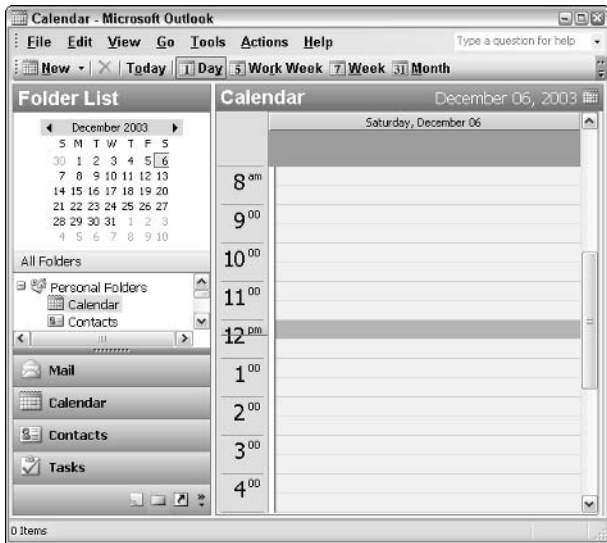 Calendar - Microsoft Outlook
File Edit View Go Tools Actions Help Type a question for help
New Today 1 Day 5 Work Week 7 Week 31 Month
Folder List
Calendar December 06, 2003
December 2003
Saturday, December 06
S M T W T F S
30 1 2 3 4 5 6
7 8 9 10 11 12 13
14 15 16 17 18 19 20
21 22 23 24 25 26 27
28 29 30 31 1 2 3
4 5 6 7 8 9 10
All Folders
Personal Folders
Calendar
Contacts
Mail
Calendar
Contacts
Tasks
8 am
9 00
10 00
11 00
12 pm
1 00
2 00
3 00
4 00
0 Items